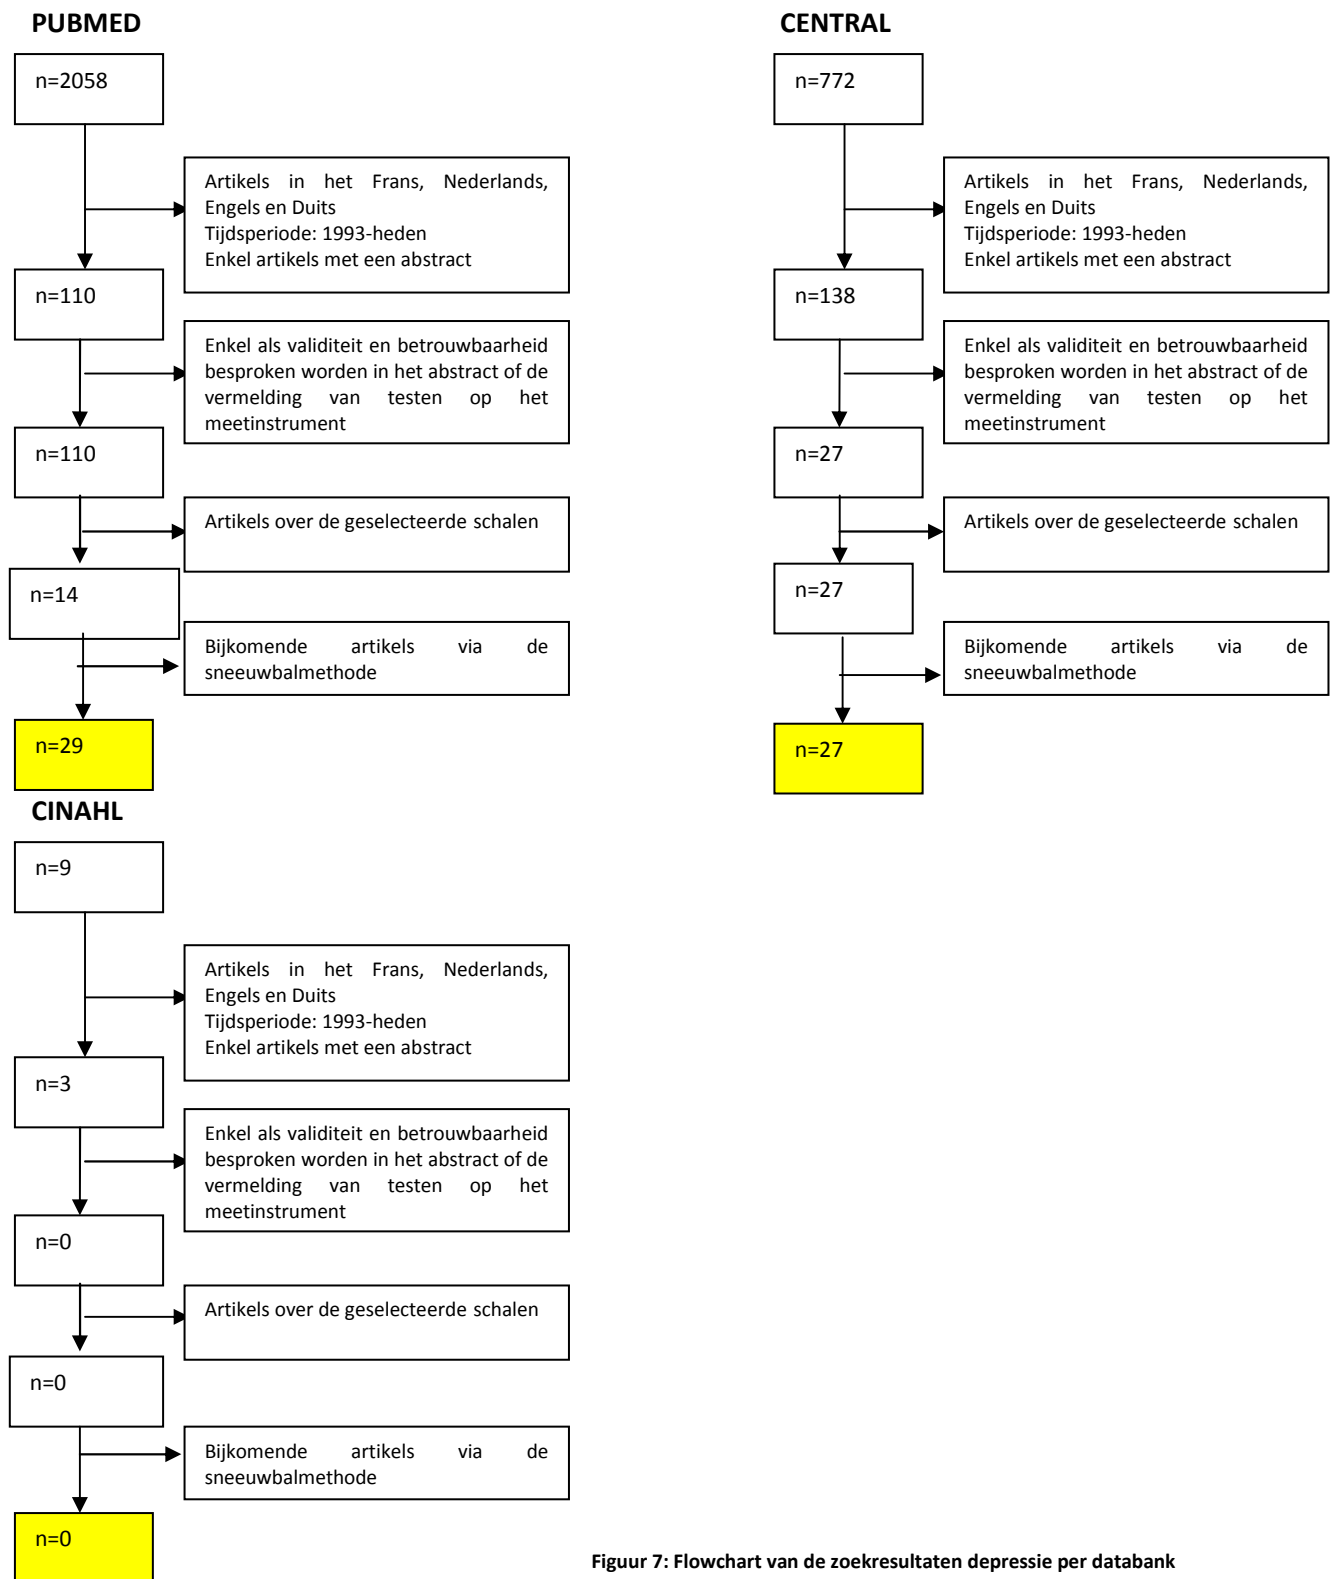 PUBMED
n=2058
Artikels in het Frans, Nederlands,
Engels en Duits
Tijdsperiode: 1993-heden
Enkel artikels met een abstract
n=110
Enkel als validiteit en betrouwbaarheid
besproken worden in het abstract of de
vermelding van testen op het
meetinstrument
n=110
Artikels over de geselecteerde schalen
n=14
Bijkomende artikels via de
sneeuwbalmethode
n=29
CENTRAL
n=772
Artikels in het Frans, Nederlands,
Engels en Duits
Tijdsperiode: 1993-heden
Enkel artikels met een abstract
n=138
Enkel als validiteit en betrouwbaarheid
besproken worden in het abstract of de
vermelding van testen op het
meetinstrument
n=27
Artikels over de geselecteerde schalen
n=27
Bijkomende artikels via de
sneeuwbalmethode
n=27
CINAHL
n=9
Artikels in het Frans, Nederlands,
Engels en Duits
Tijdsperiode: 1993-heden
Enkel artikels met een abstract
n=3
Enkel als validiteit en betrouwbaarheid
besproken worden in het abstract of de
vermelding van testen op het
meetinstrument
n=0
Artikels over de geselecteerde schalen
n=0
Bijkomende artikels via de
sneeuwbalmethode
n=0
Figuur 7: Flowchart van de zoekresultaten depressie per databank